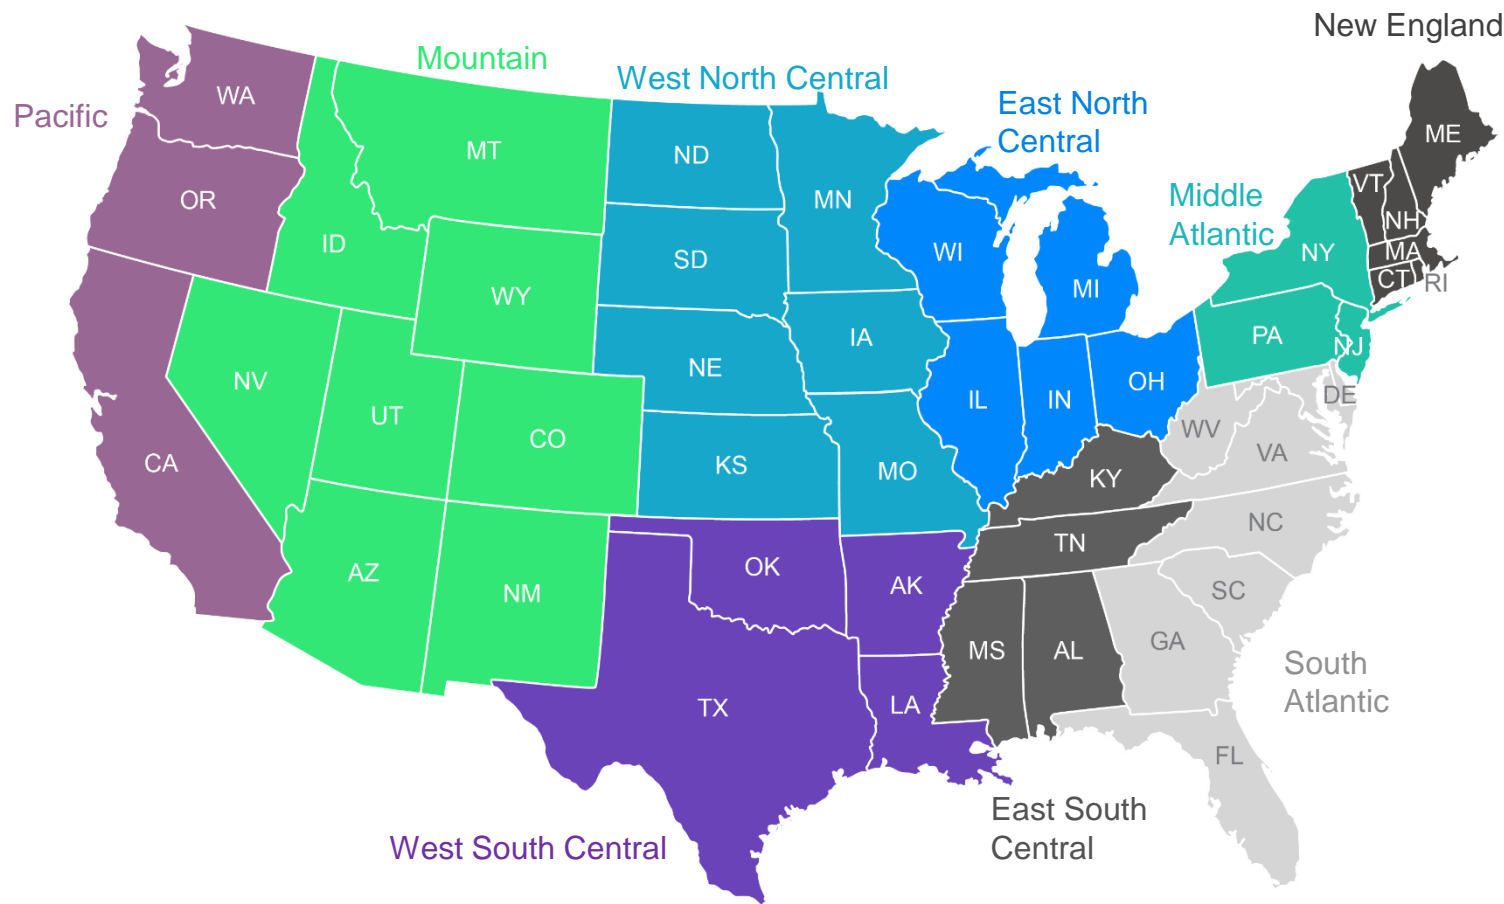 New England
Mountain
West North Central
East North
Central
Pacific
WA
MT
ND
MN
ME
OR
ID
SD
WI
MI
Middle
Atlantic
VT
NH
NY
MA
CT
RI
WY
NV
UT
CO
NE
IA
IL
IN
OH
PA
NJ
DE
CA
KS
MO
KY
WV
VA
AZ
NM
OK
AK
TN
NC
SC
TX
LA
MS
AL
GA
South
Atlantic
FL
West South Central
East South
Central